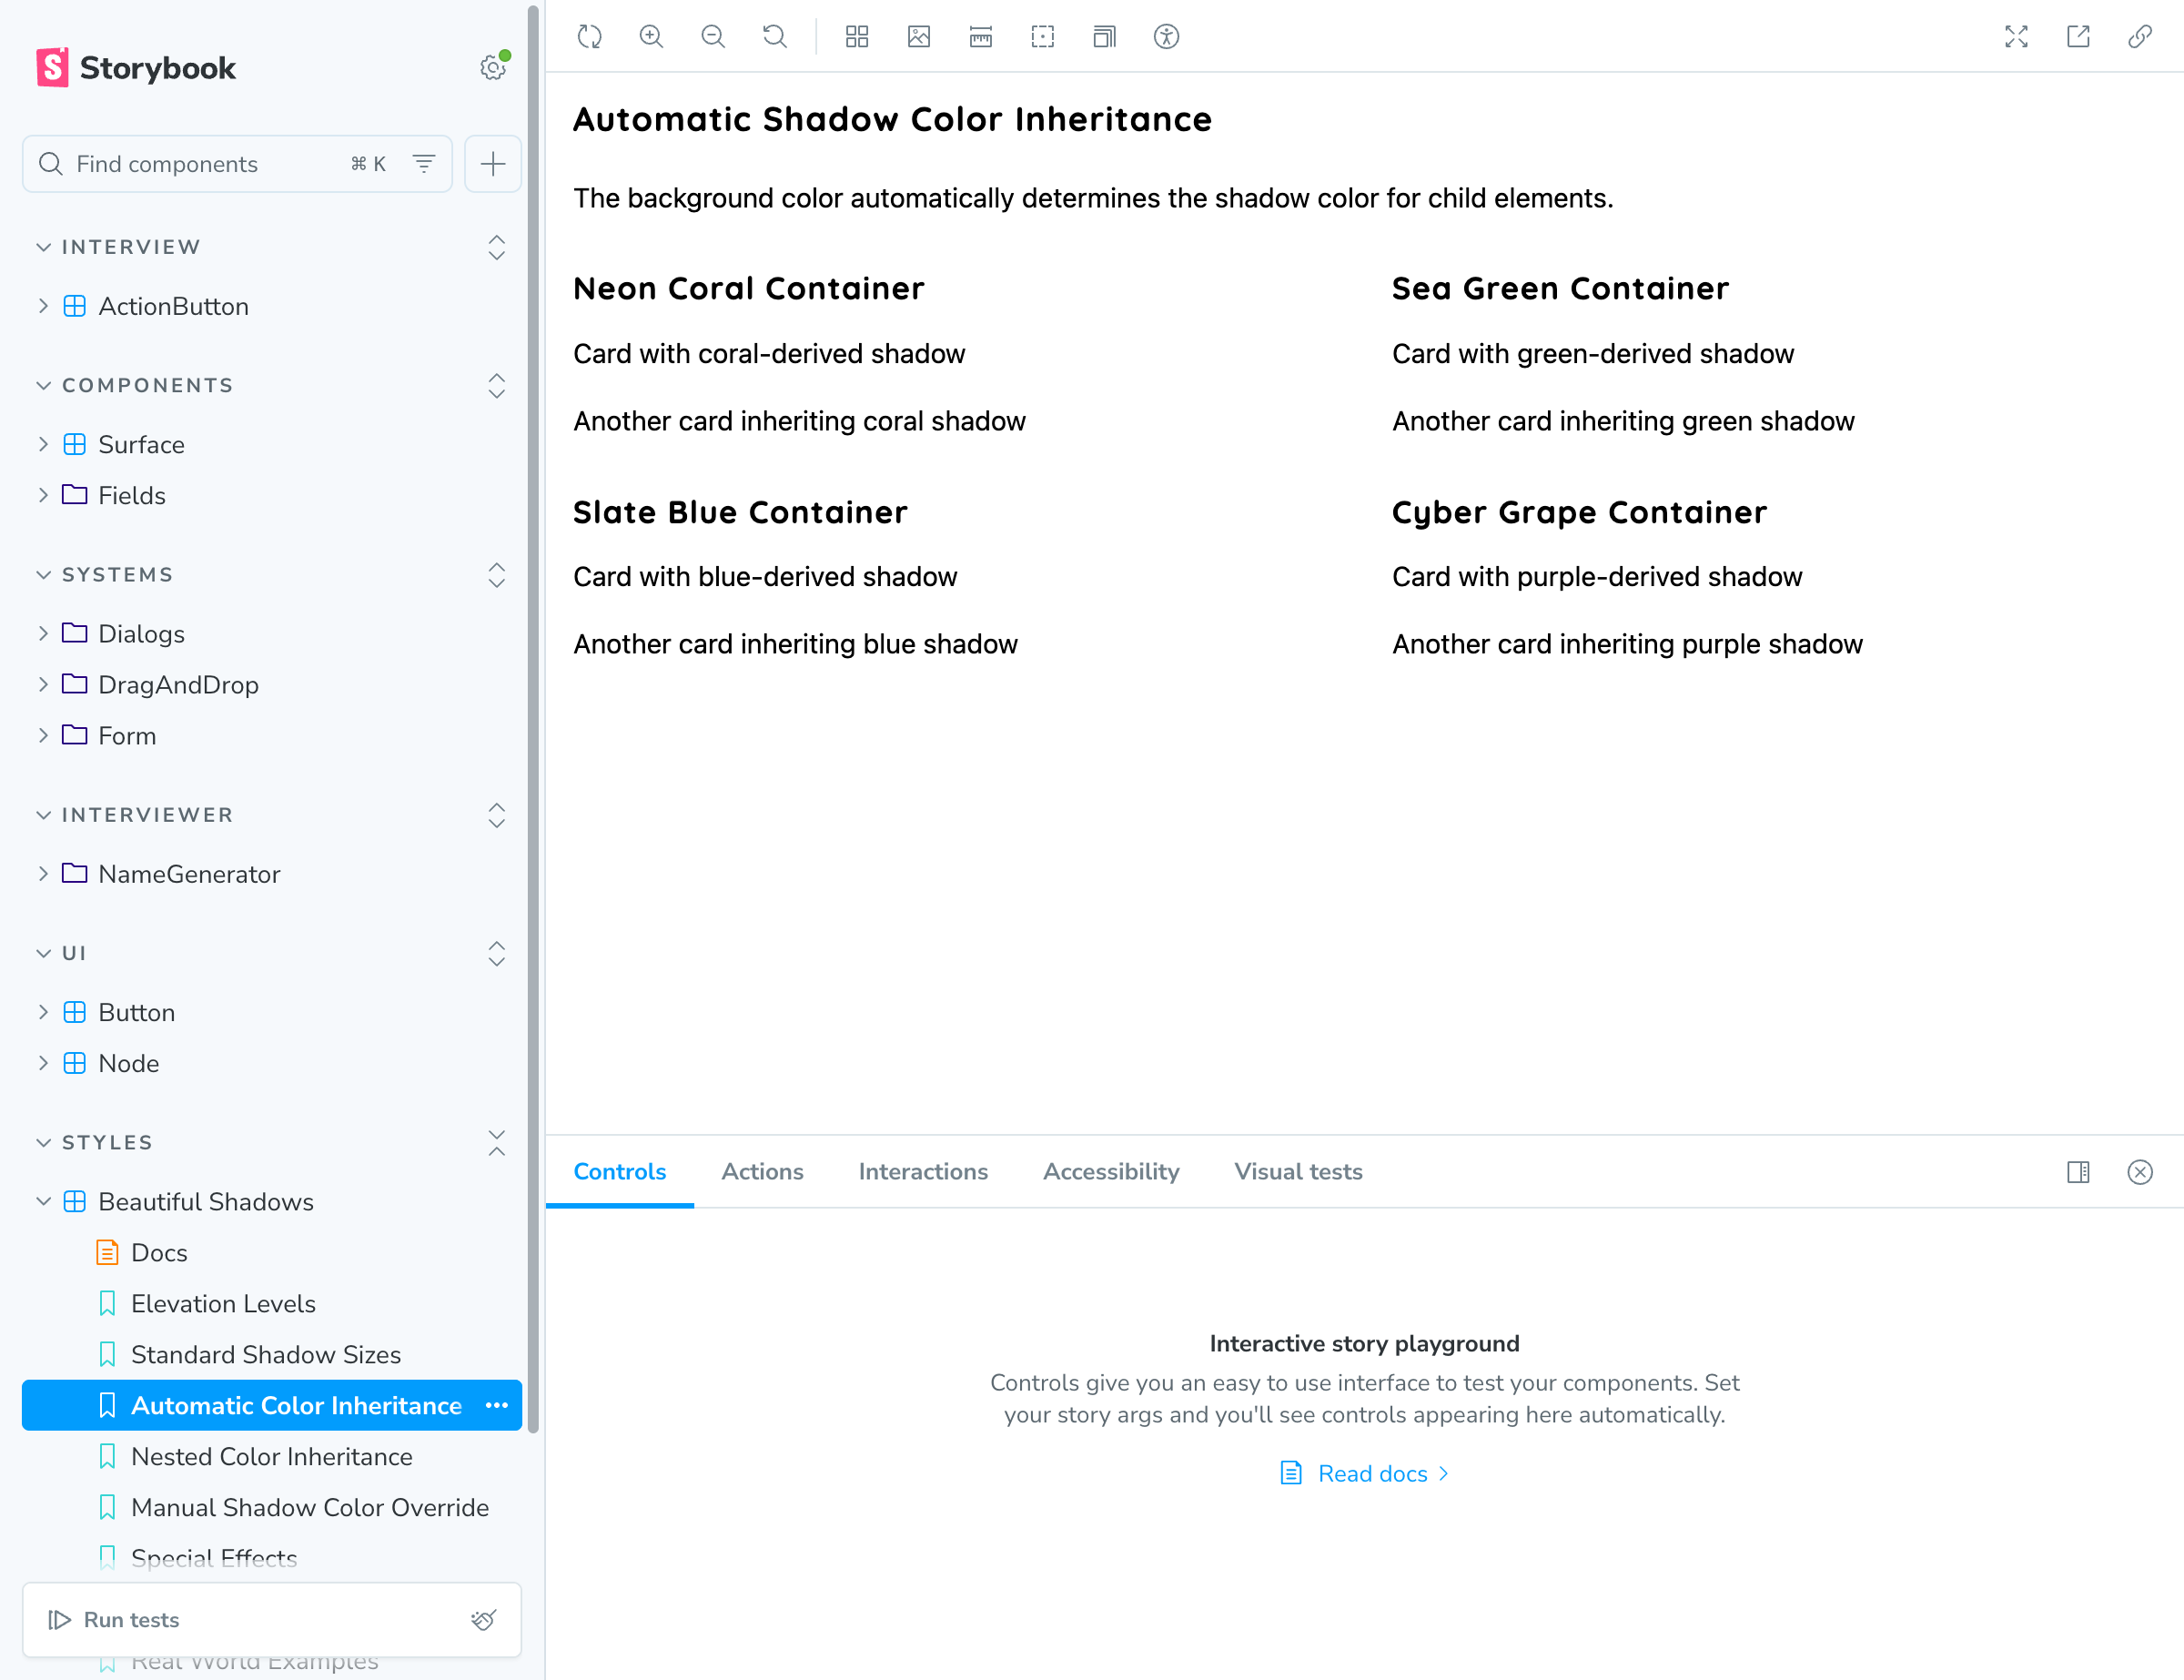 Storybook
Find components
⌘ K
INTERVIEW
ActionButton
COMPONENTS
Surface
Fields
SYSTEMS
Dialogs
DragAndDrop
Form
INTERVIEWER
NameGenerator
UI
Button
Node
STYLES
Beautiful Shadows
Docs
Elevation Levels
Standard Shadow Sizes
Automatic Color Inheritance
Nested Color Inheritance
Manual Shadow Color Override
Special Effects
Run tests
Real World Examples
Automatic Shadow Color Inheritance
The background color automatically determines the shadow color for child elements.
Neon Coral Container
Card with coral-derived shadow
Another card inheriting coral shadow
Sea Green Container
Card with green-derived shadow
Another card inheriting green shadow
Slate Blue Container
Card with blue-derived shadow
Another card inheriting blue shadow
Cyber Grape Container
Card with purple-derived shadow
Another card inheriting purple shadow
Controls
Actions
Interactions
Accessibility
Visual tests
Interactive story playground
Controls give you an easy to use interface to test your components. Set
your story args and you'll see controls appearing here automatically.
Read docs